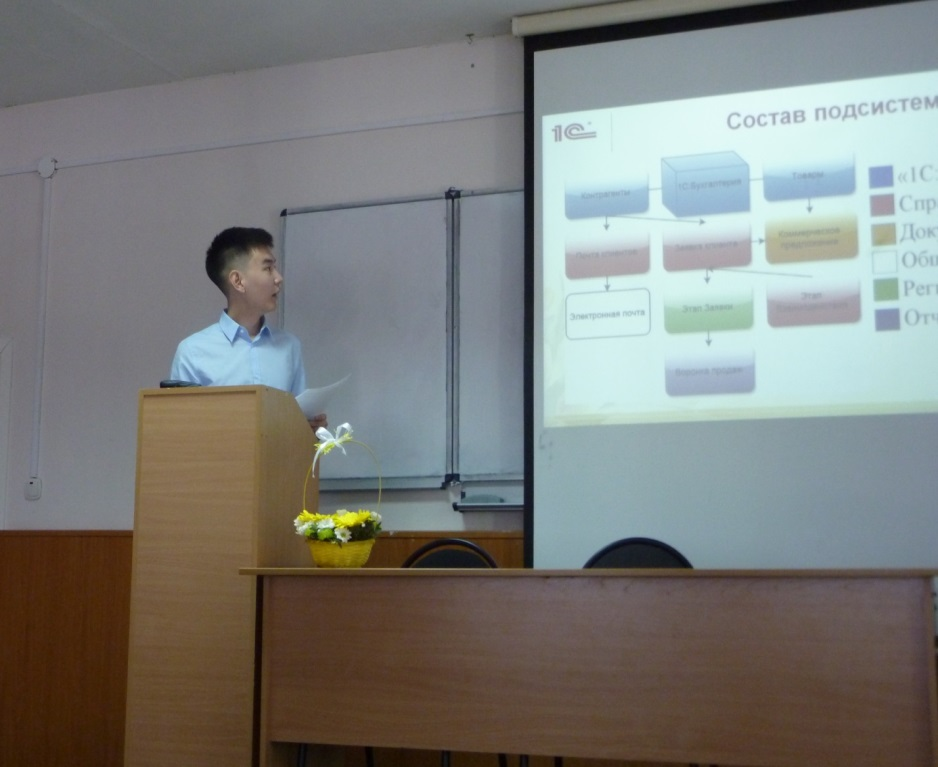 1С
Состав подсистем
Контрагенты
1С:Бухгалтерия
Товары
«1С:
Почта клиентов
Заявка клиента
Коммерческое
предложение
Спр
Док
Общ
Электронная почта
Этап Заявки
Этап
Рег
Отч
Воронка продаж